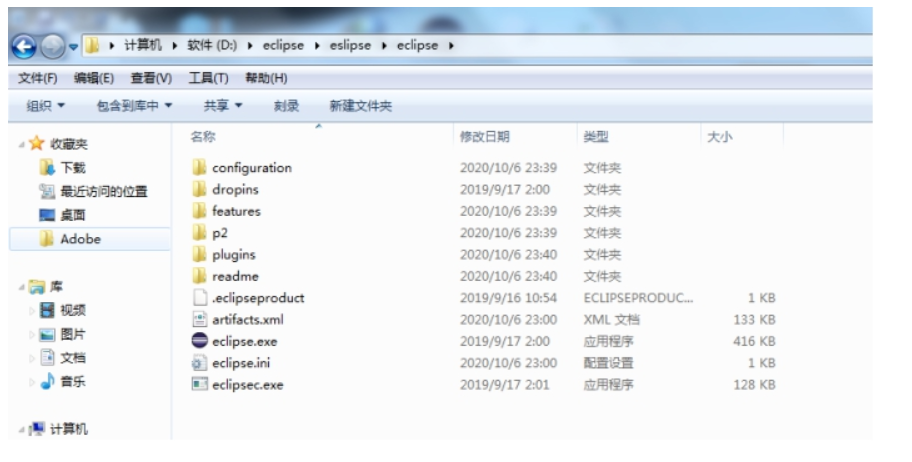 计算机 软件 (D:) eclipse eslipse eclipse
文件(F) 编辑(E) 查看(V) 工具(T) 帮助(H)
组织 包含到库中 共享 刻录 新建文件夹
收藏夹
下载
最近访问的位置
桌面
Adobe
库
视频
图片
文档
音乐
计算机
名称 修改日期 类型 大小
configuration 2020/10/6 23:39 文件夹
dropins 2019/9/17 2:00 文件夹
features 2020/10/6 23:39 文件夹
p2 2020/10/6 23:39 文件夹
plugins 2020/10/6 23:40 文件夹
readme 2020/10/6 23:40 文件夹
.eclipseproduct 2019/9/16 10:54 ECLIPSEPRODUC... 1 KB
artifacts.xml 2020/10/6 23:00 XML 文档 133 KB
eclipse.exe 2019/9/17 2:00 应用程序 416 KB
eclipse.ini 2020/10/6 23:00 配置设置 1 KB
eclipsec.exe 2019/9/17 2:01 应用程序 128 KB